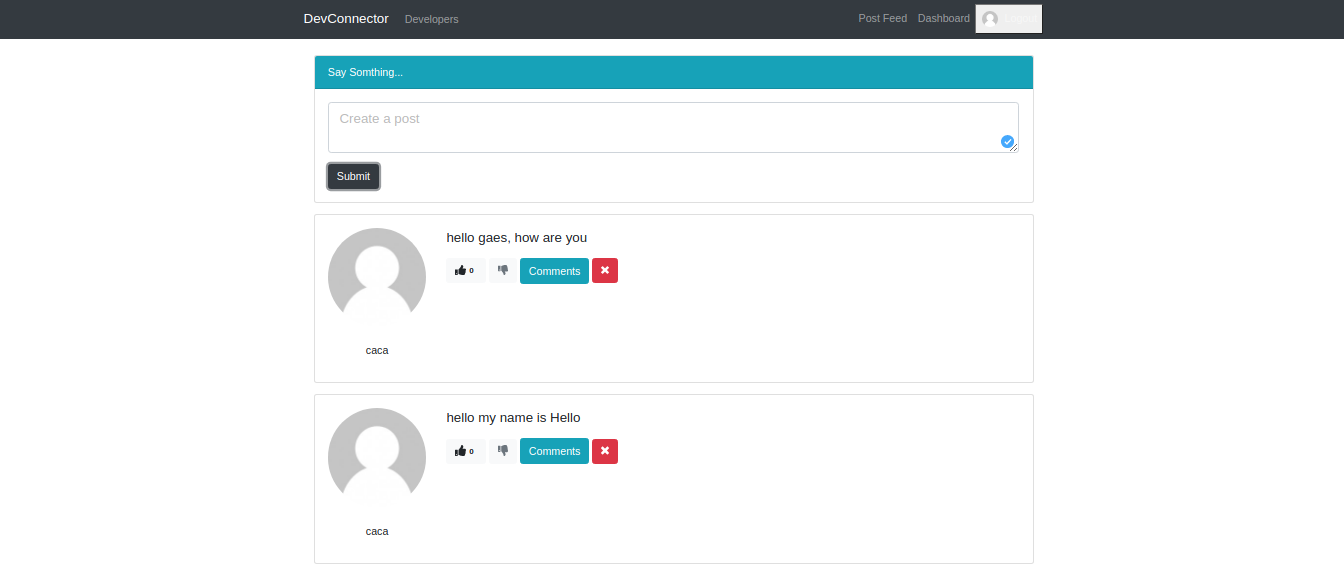 DevConnector Developers Post Feed Dashboard
Say Somthing...
Create a post
Submit
hello gaes, how are you
0 Comments
caca
hello my name is Hello
0 Comments
caca